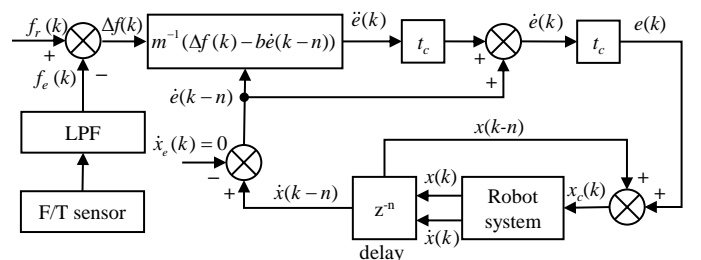 f_r(k)
+
Δf(k)
f_e(k)
−
m⁻¹(Δf(k) − bė(k−n))
ë(k)
t_c
+
+
ė(k)
t_c
e(k)
ė(k−n)
LPF
F/T sensor
ẋ_e(k) = 0
−
+
ẋ(k−n)
x(k-n)
z⁻ⁿ
delay
x(k)
ẋ(k)
Robot
system
x_c(k)
+
+